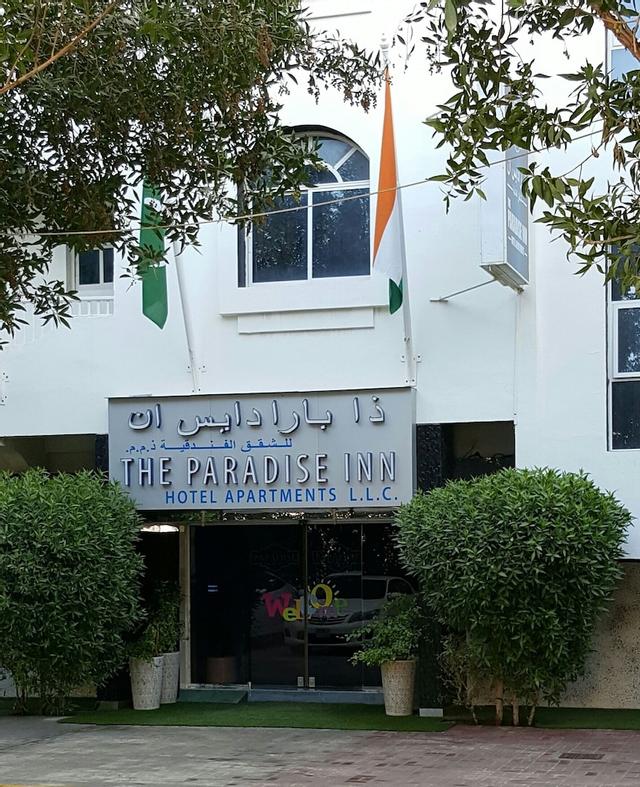 ذا بارادايس ان
للشقق الفندقية ذ.م.م.
THE PARADISE INN
HOTEL APARTMENTS L.L.C.
Welcome